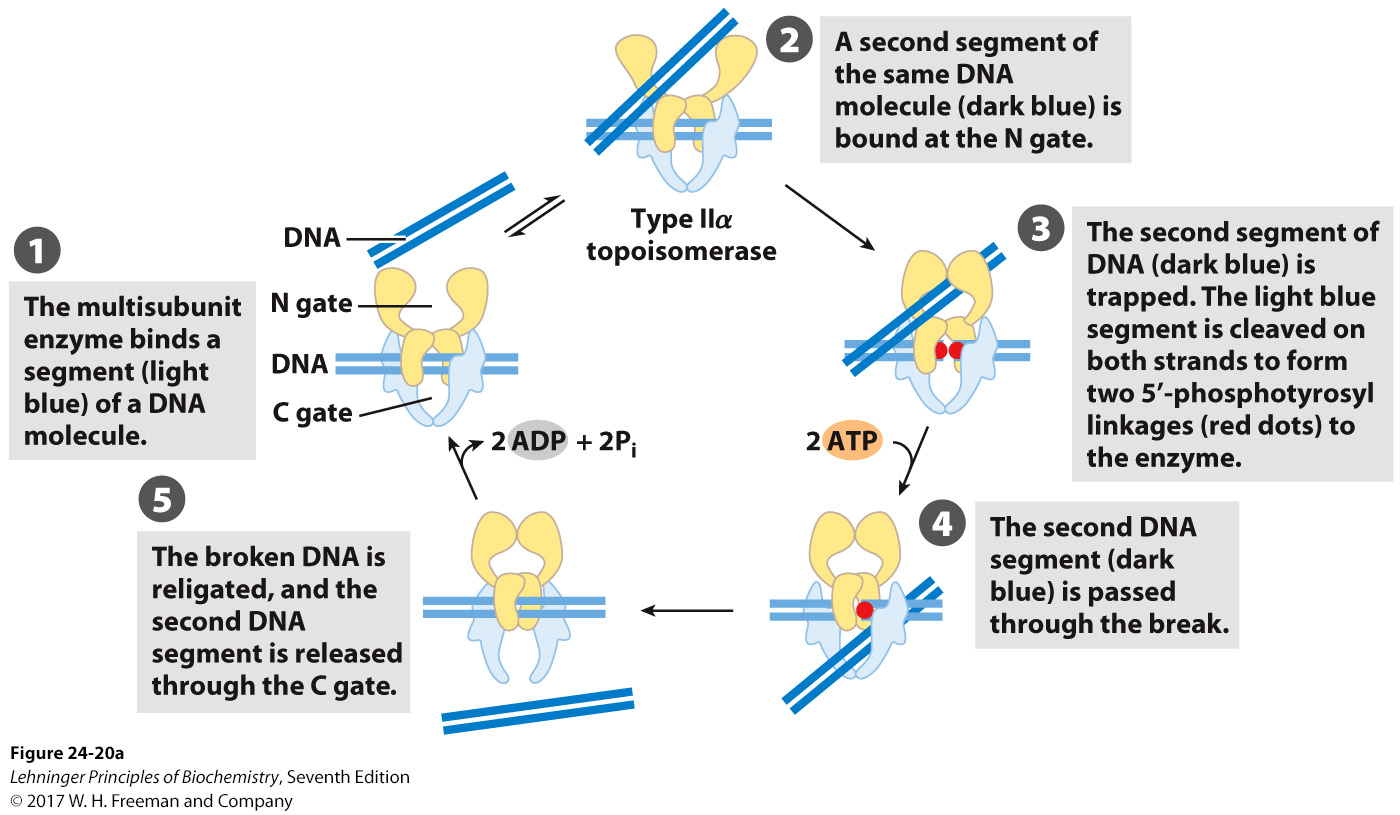 1
The multisubunit
enzyme binds a
segment (light
blue) of a DNA
molecule.
DNA
N gate
DNA
C gate
Type IIα
topoisomerase
2
A second segment of
the same DNA
molecule (dark blue) is
bound at the N gate.
3
The second segment of
DNA (dark blue) is
trapped. The light blue
segment is cleaved on
both strands to form
two 5′-phosphotyrosyl
linkages (red dots) to
the enzyme.
2 ATP
4
The second DNA
segment (dark
blue) is passed
through the break.
5
The broken DNA is
religated, and the
second DNA
segment is released
through the C gate.
2 ADP + 2Pi
Figure 24-20a
Lehninger Principles of Biochemistry, Seventh Edition
© 2017 W. H. Freeman and Company